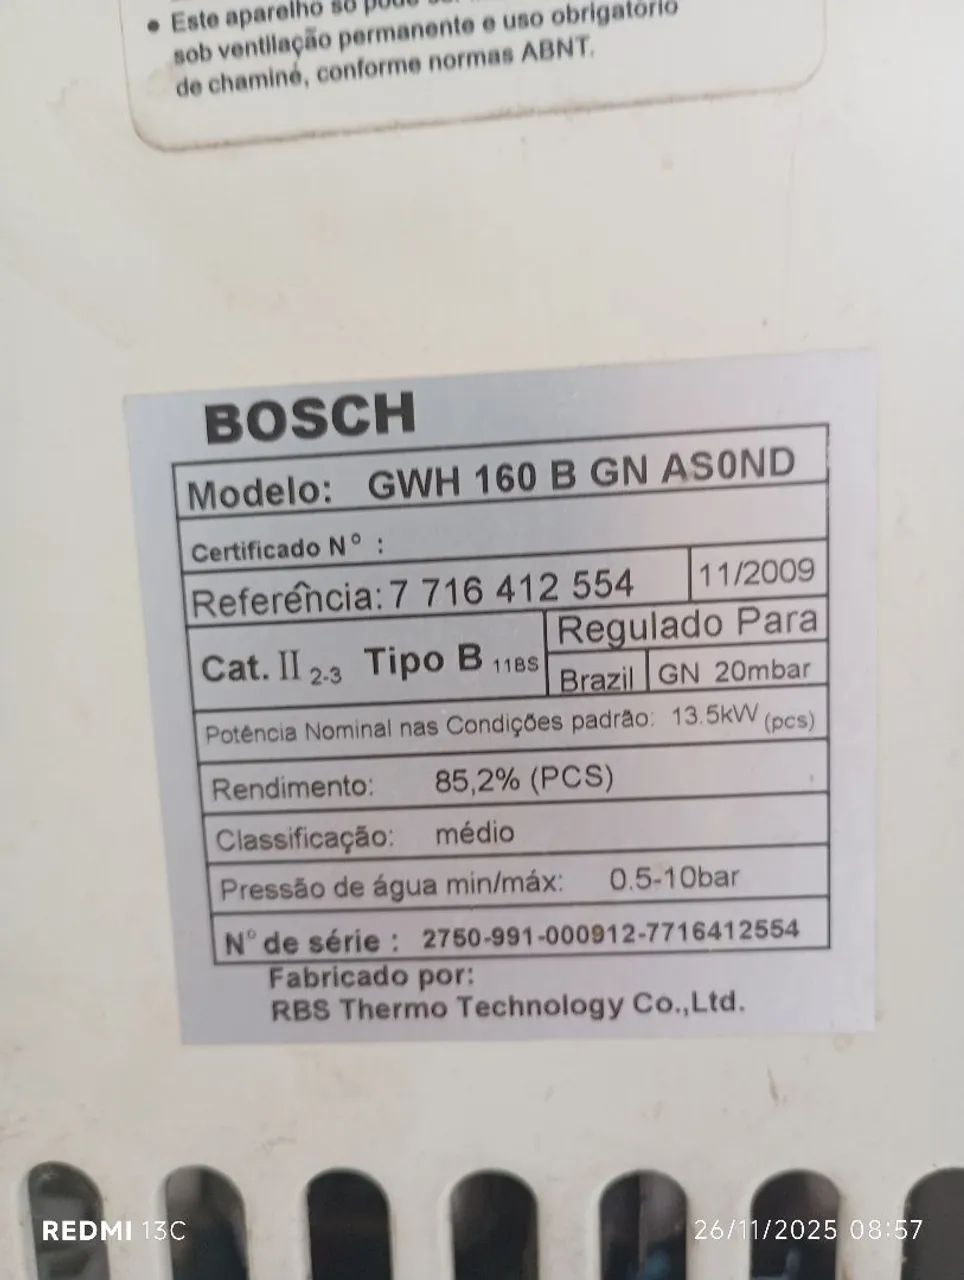 • Este aparelho só pode
sob ventilação permanente e uso obrigatório
de chaminé, conforme normas ABNT.
BOSCH
Modelo: GWH 160 B GN AS0ND
Certificado N° :
Referência: 7 716 412 554 11/2009
Cat. II 2-3 Tipo B 11BS
Regulado Para
Brazil GN 20mbar
Potência Nominal nas Condições padrão: 13.5kW (pcs)
Rendimento: 85,2% (PCS)
Classificação: médio
Pressão de água min/máx: 0.5-10bar
N° de série : 2750-991-000912-7716412554
Fabricado por:
RBS Thermo Technology Co.,Ltd.
REDMI 13C
26/11/2025 08:57